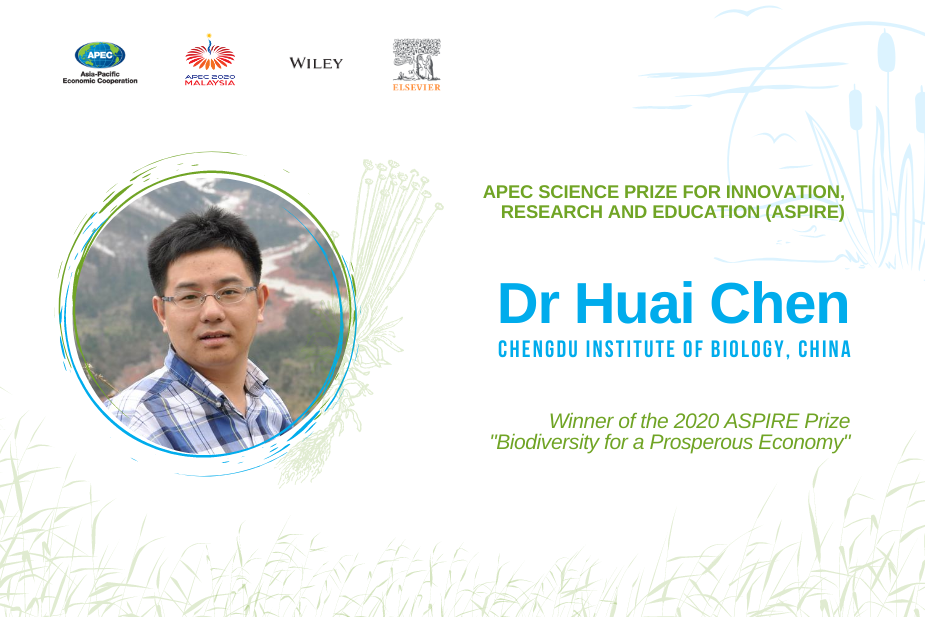 APEC
Asia-Pacific
Economic Cooperation
APEC 2020
MALAYSIA
WILEY
ELSEVIER
APEC SCIENCE PRIZE FOR INNOVATION,
RESEARCH AND EDUCATION (ASPIRE)
Dr Huai Chen
CHENGDU INSTITUTE OF BIOLOGY, CHINA
Winner of the 2020 ASPIRE Prize
"Biodiversity for a Prosperous Economy"